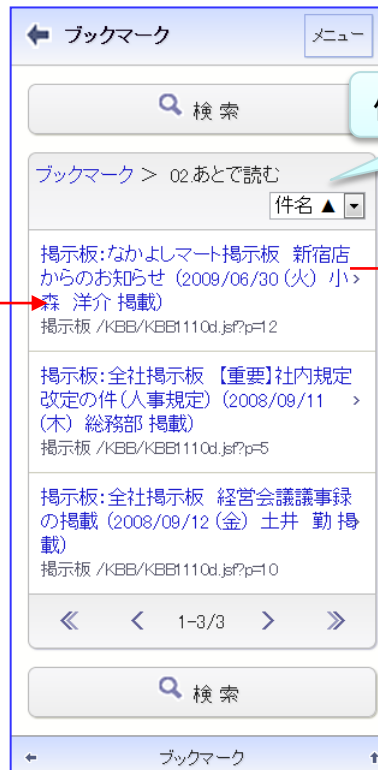 ブックマーク
メニュー
検索
ブックマーク > 02.あとで読む
件名 ▲
掲示板:なかよしマート掲示板 新宿店
からのお知らせ (2009/06/30 (火) 小
森 洋介 掲載)
掲示板 /KBB/KBB1110d.jsf?p=12
掲示板:全社掲示板 【重要】社内規定
改定の件(人事規定) (2008/09/11
(木) 総務部 掲載)
掲示板 /KBB/KBB1110d.jsf?p=5
掲示板:全社掲示板 経営会議議事録
の掲載 (2008/09/12 (金) 土井 勤 掲
載)
掲示板 /KBB/KBB1110d.jsf?p=10
≪ < 1-3/3 > ≫
検索
ブックマーク